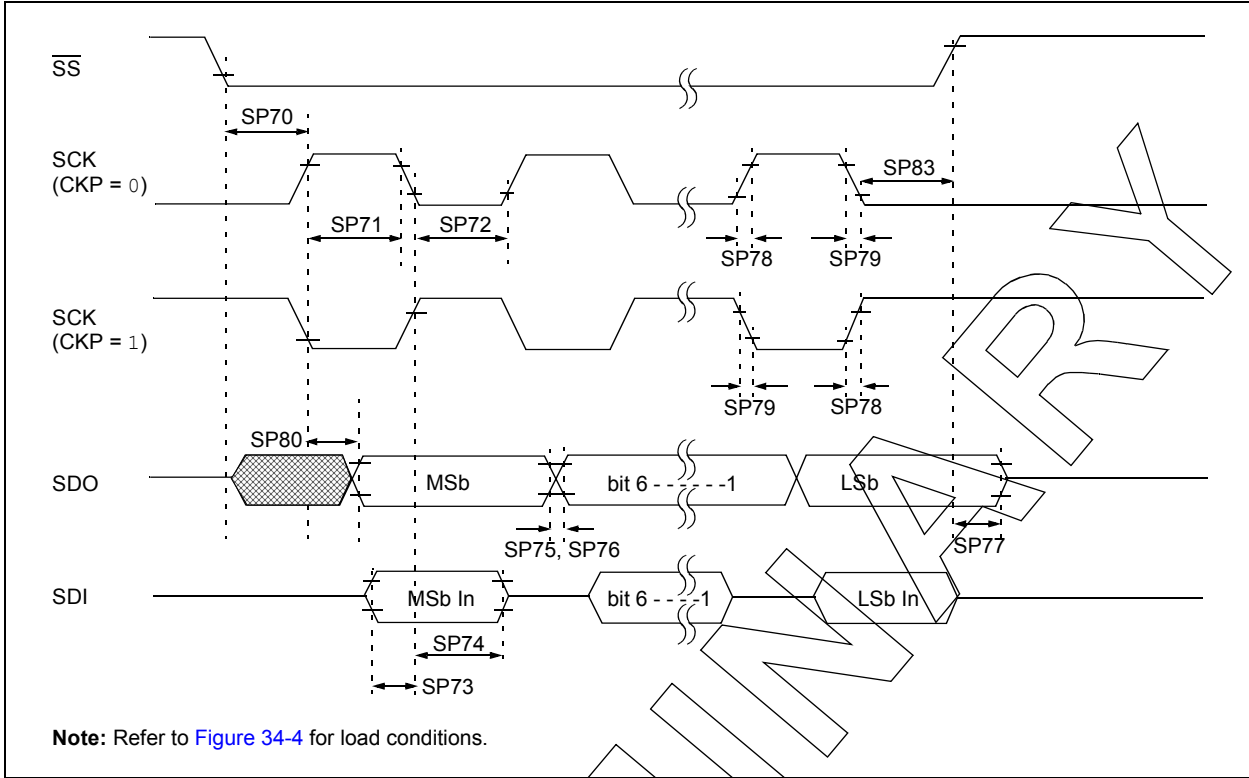 SS
SP70
SCK
(CKP = 0)
SP83
SP71
SP72
SP78
SP79
SCK
(CKP = 1)
SP79
SP78
SP80
SDO
MSb
bit 6 - - - - - - -1
LSb
SP75, SP76
SP77
SDI
MSb In
bit 6 - - - - -1
LSb In
SP74
SP73
Note: Refer to Figure 34-4 for load conditions.
INARY